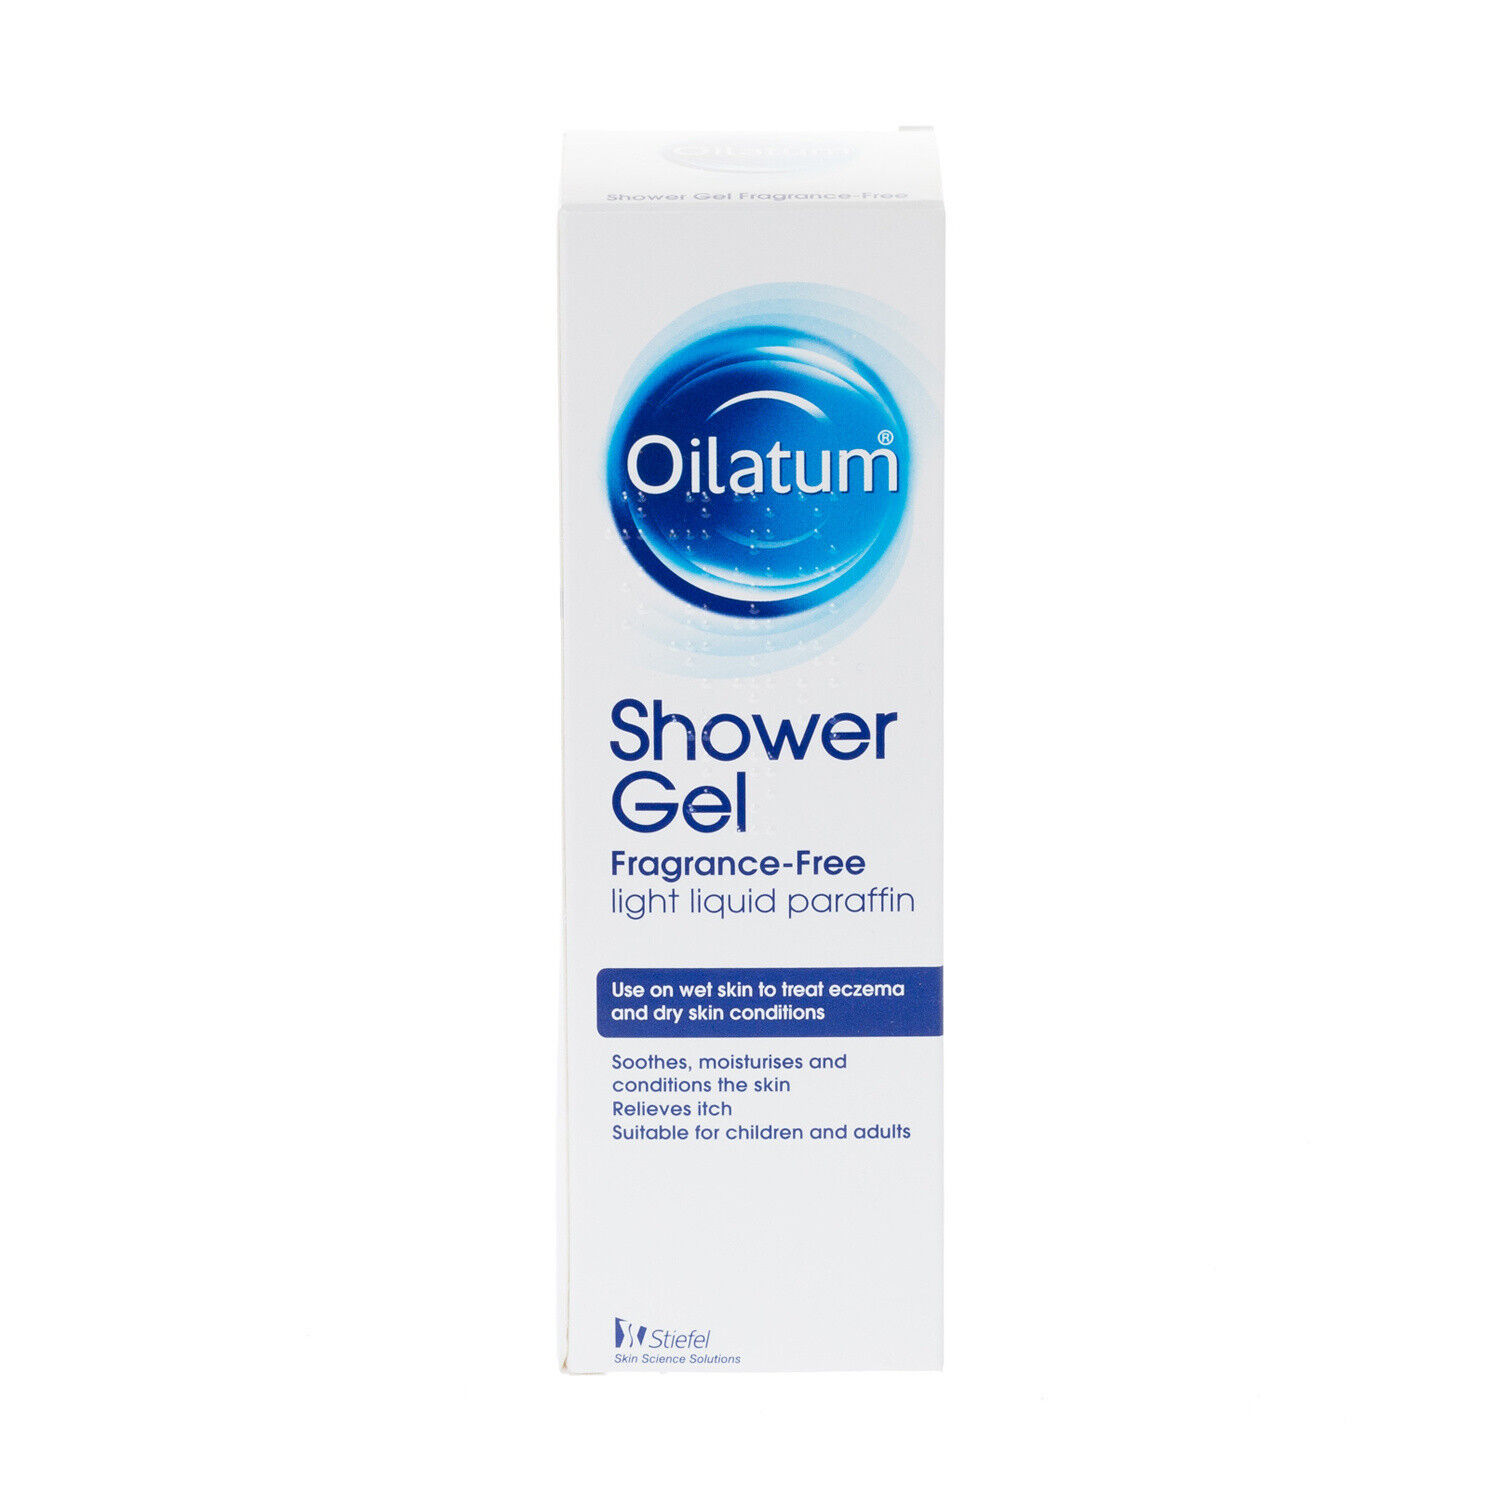 Oilatum
Shower Gel Fragrance-Free
Oilatum®
Shower
Gel
Fragrance-Free
light liquid paraffin
Use on wet skin to treat eczema
and dry skin conditions
Soothes, moisturises and
conditions the skin
Relieves itch
Suitable for children and adults
Stiefel
Skin Science Solutions